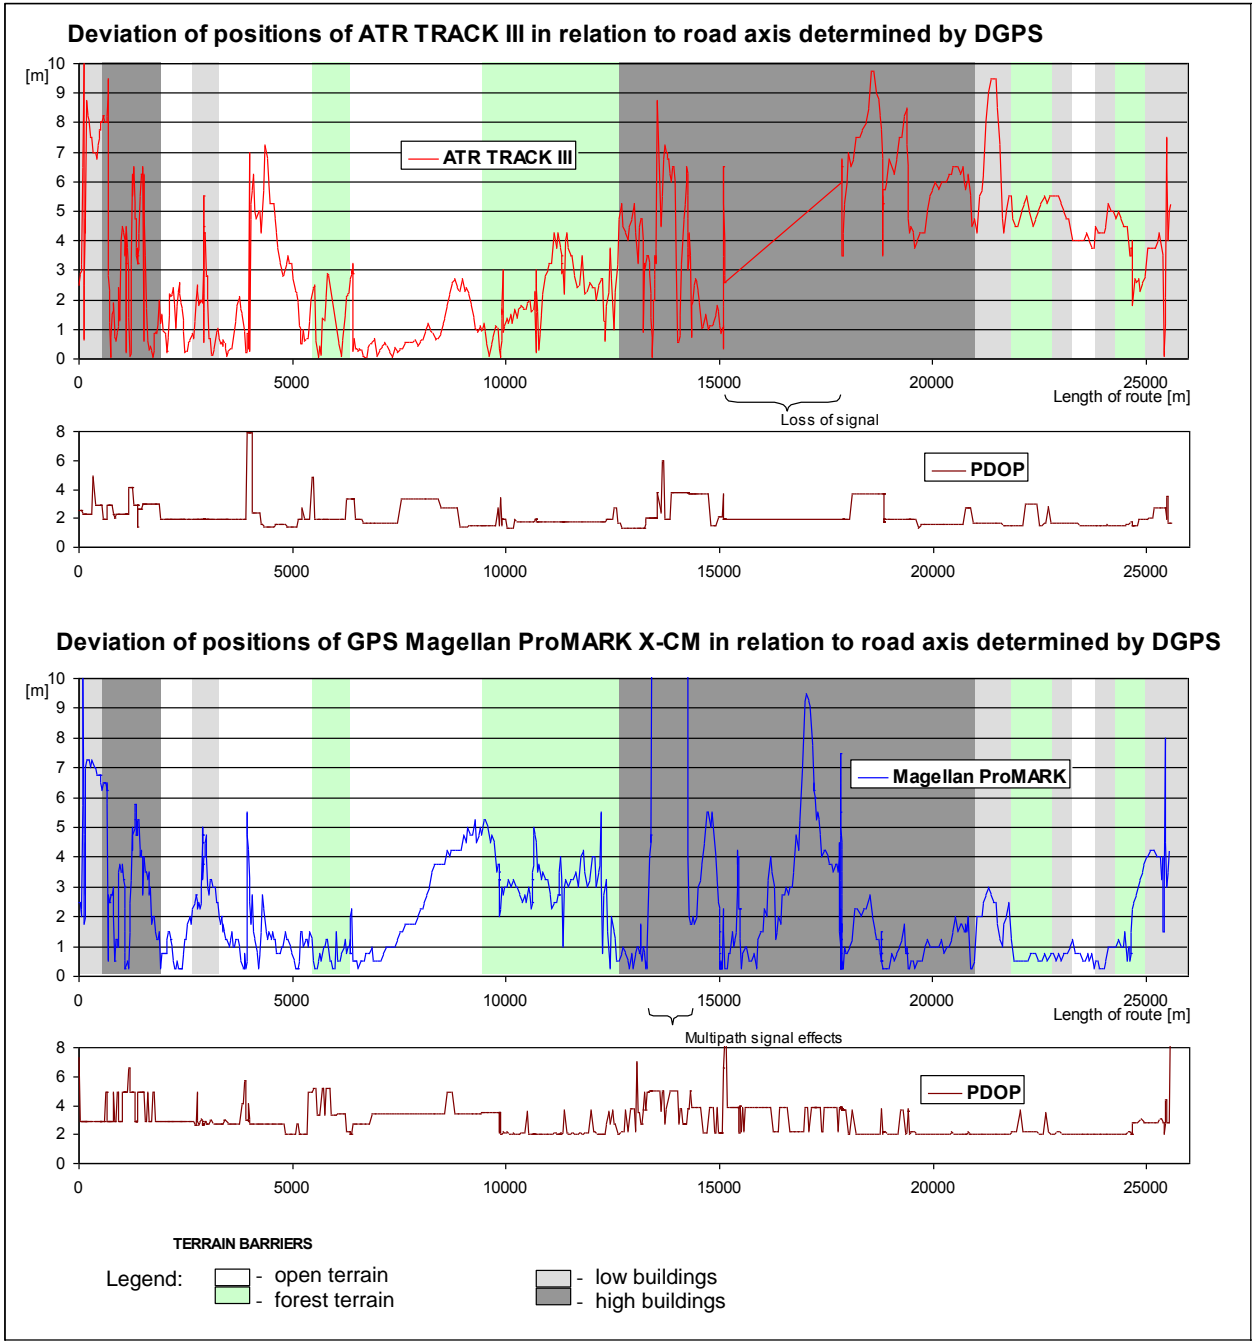 Deviation of positions of ATR TRACK III in relation to road axis determined by DGPS
[m]
10
9
8
7
6
5
4
3
2
1
0
ATR TRACK III
0 5000 10000 15000 20000 25000
Length of route [m]
Loss of signal
8
6
4
2
0
PDOP
0 5000 10000 15000 20000 25000
Deviation of positions of GPS Magellan ProMARK X-CM in relation to road axis determined by DGPS
[m]
10
9
8
7
6
5
4
3
2
1
0
Magellan ProMARK
0 5000 10000 15000 20000 25000
Length of route [m]
Multipath signal effects
8
6
4
2
0
PDOP
0 5000 10000 15000 20000 25000
TERRAIN BARRIERS
Legend:
- open terrain
- forest terrain
- low buildings
- high buildings